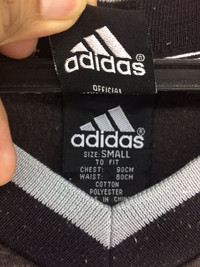 adidas®
OFFICIAL
adidas®
SIZE: SMALL
TO FIT
CHEST: 90CM
WAIST: 80CM
COTTON
POLYESTER
IN CHINA